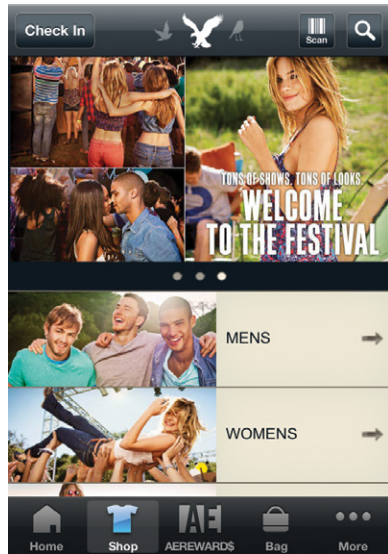 Check In
Scan
TONS OF SHOWS. TONS OF LOOKS.
WELCOME
TO THE FESTIVAL
MENS
WOMENS
AE
Home
Shop
AEREWARD$
Bag
More